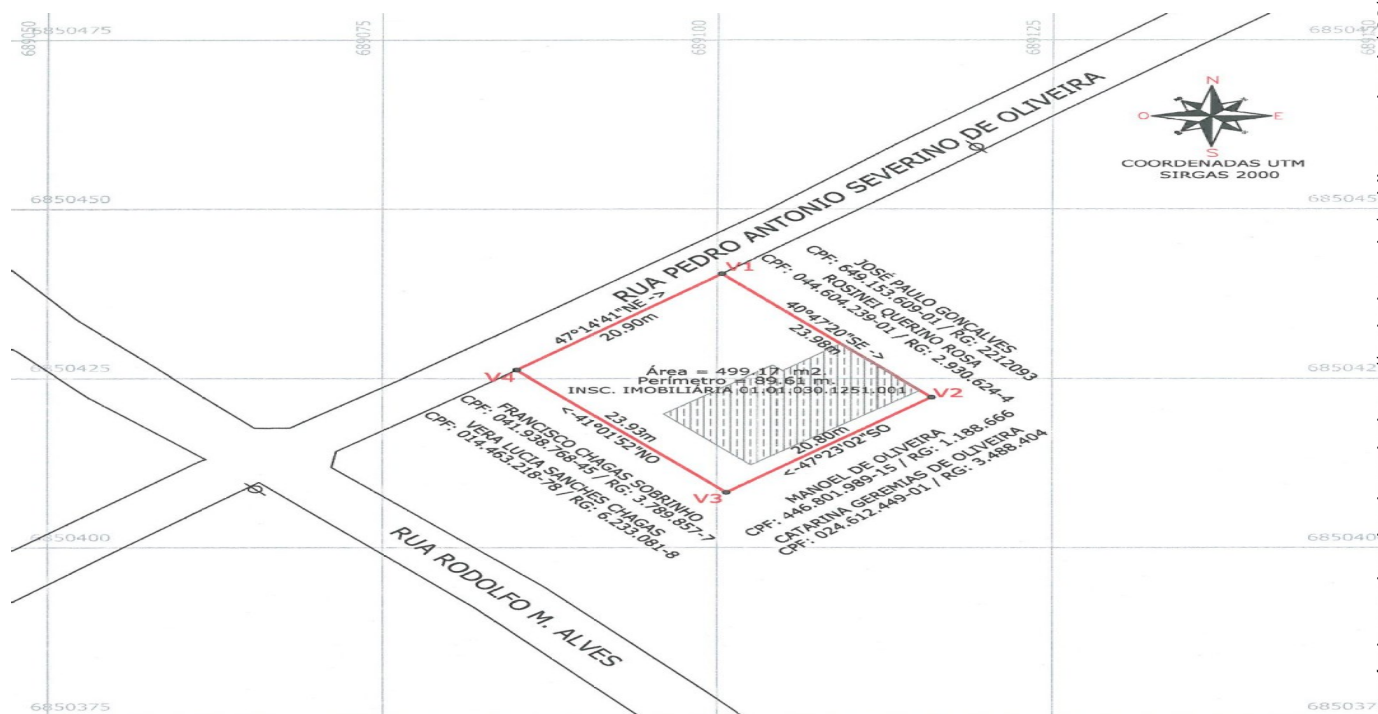 689050
689075
689100
689125
689150
6850475
685047
N
O
E
S
COORDENADAS UTM
SIRGAS 2000
RUA PEDRO ANTONIO SEVERINO DE OLIVEIRA
6850450
685045
V1
JOSÉ PAULO GONÇALVES
CPF: 649.153.609-01 / RG: 2212093
ROSINEI QUERINO ROSA
CPF: 044.604.239-01 / RG: 2.930.624-4
47°14'41"NE ->
20.90m
40°47'20"SE ->
23.98m
6850425
685042
V4
Área = 499.17 m2.
Perímetro = 89.61 m.
INSC. IMOBILIÁRIA 01.01.030.1251.001
V2
23.93m
<-41°01'52"NO
20.80m
<-47°23'02"SO
FRANCISCO CHAGAS SOBRINHO
CPF: 041.938.768-45 / RG: 3.789.857-7
VERA LUCIA SANCHES CHAGAS
CPF: 014.463.218-78 / RG: 6.233.081-8
V3
MANOEL DE OLIVEIRA
CPF: 446.801.989-15 / RG: 1.188.666
CATARINA GEREMIAS DE OLIVEIRA
CPF: 024.612.449-01 / RG: 3.488.404
6850400
685040
RUA RODOLFO M. ALVES
6850375
685037